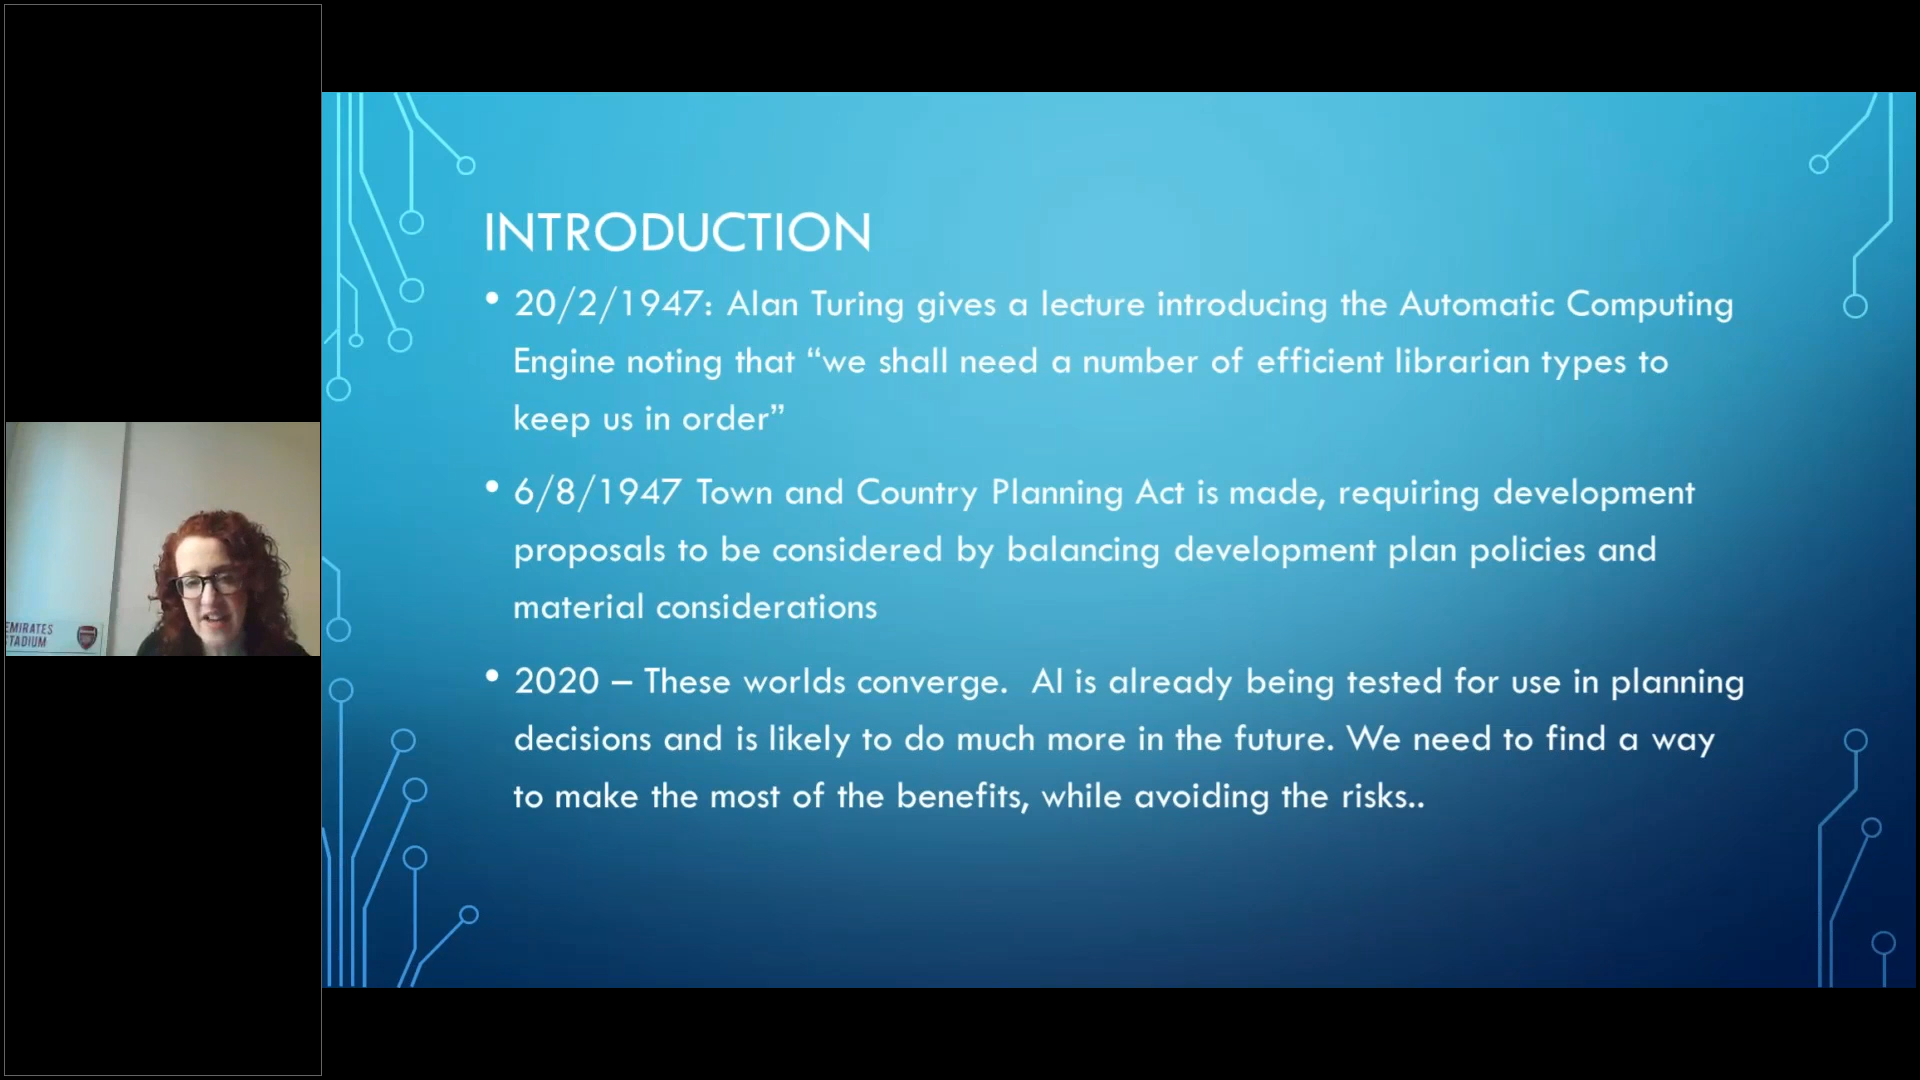 INTRODUCTION
• 20/2/1947: Alan Turing gives a lecture introducing the Automatic Computing
Engine noting that “we shall need a number of efficient librarian types to
keep us in order”
• 6/8/1947 Town and Country Planning Act is made, requiring development
proposals to be considered by balancing development plan policies and
material considerations
• 2020 – These worlds converge.  AI is already being tested for use in planning
decisions and is likely to do much more in the future. We need to find a way
to make the most of the benefits, while avoiding the risks..
EMIRATES
STADIUM